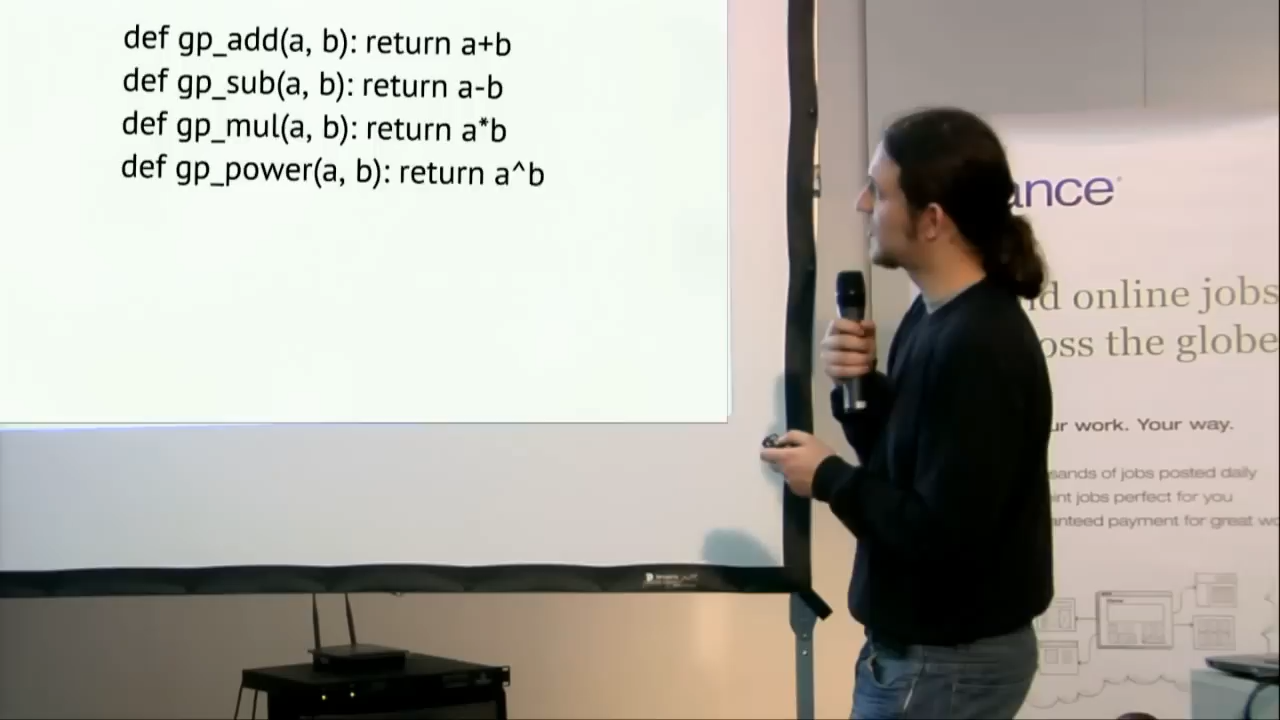 def gp_add(a, b): return a+b
def gp_sub(a, b): return a-b
def gp_mul(a, b): return a*b
def gp_power(a, b): return a^b
ance
d online jobs
oss the globe
ur work. Your way.
sands of jobs posted daily
int jobs perfect for you
anteed payment for great wo